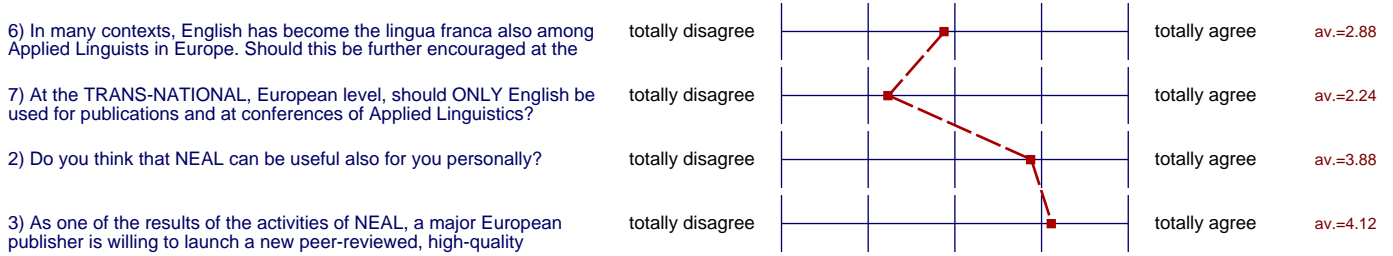 6) In many contexts, English has become the lingua franca also among
Applied Linguists in Europe. Should this be further encouraged at the
totally disagree
totally agree
av.=2.88
7) At the TRANS-NATIONAL, European level, should ONLY English be
used for publications and at conferences of Applied Linguistics?
totally disagree
totally agree
av.=2.24
2) Do you think that NEAL can be useful also for you personally?
totally disagree
totally agree
av.=3.88
3) As one of the results of the activities of NEAL, a major European
publisher is willing to launch a new peer-reviewed, high-quality
totally disagree
totally agree
av.=4.12